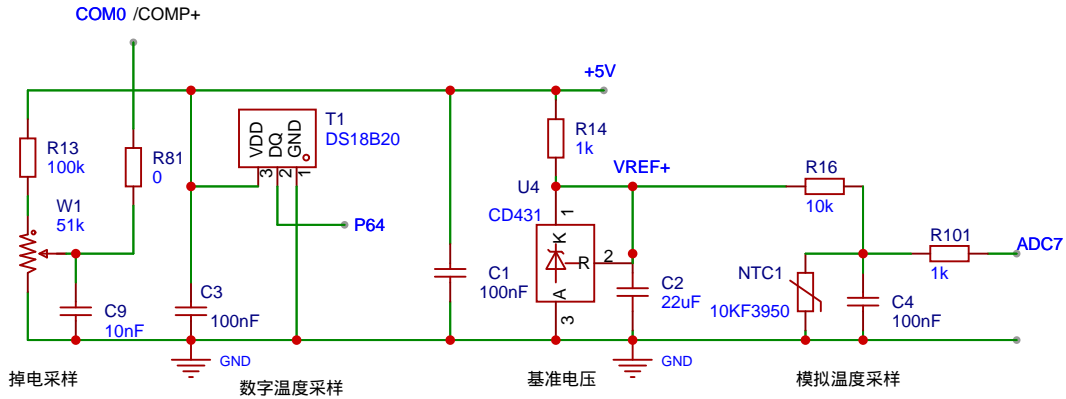 COM0 /COMP+
+5V
R13
100k
R81
0
W1
51k
C9
10nF
C3
100nF
GND
VDD
DQ
GND
3
2
1
T1
DS18B20
P64
C1
100nF
R14
1k
VREF+
U4
CD431
1
K
R
2
A
3
C2
22uF
GND
R16
10k
R101
1k
ADC7
NTC1
10KF3950
C4
100nF
掉电采样
数字温度采样
基准电压
模拟温度采样